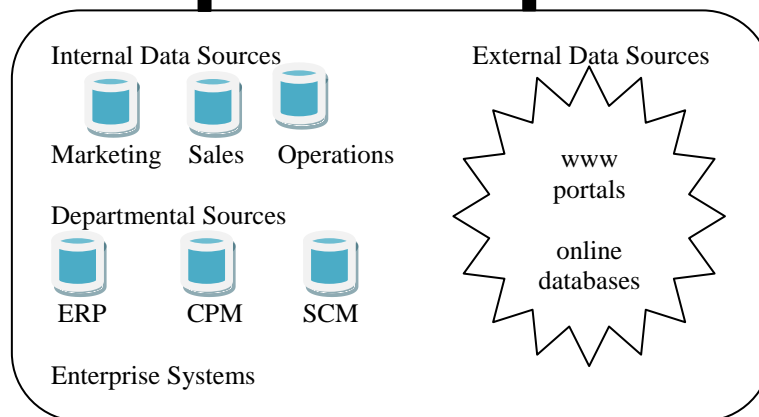 Internal Data Sources
External Data Sources
Marketing Sales Operations
www
portals
Departmental Sources
online
databases
ERP CPM SCM
Enterprise Systems